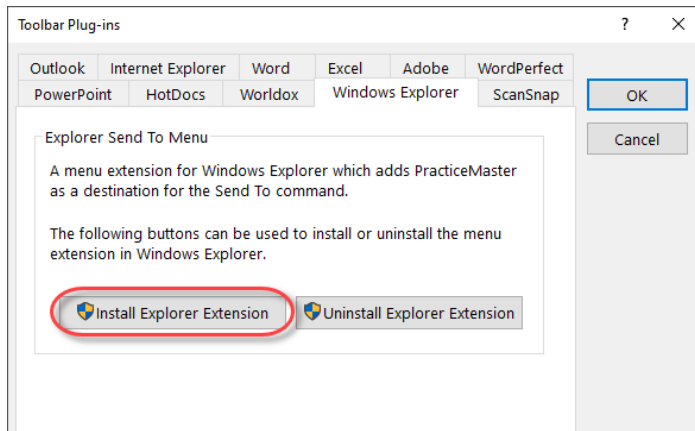 Toolbar Plug-ins ? ✕
Outlook Internet Explorer Word Excel Adobe WordPerfect
PowerPoint HotDocs Worldox Windows Explorer ScanSnap
OK
Cancel
Explorer Send To Menu
A menu extension for Windows Explorer which adds PracticeMaster
as a destination for the Send To command.
The following buttons can be used to install or uninstall the menu
extension in Windows Explorer.
Install Explorer Extension Uninstall Explorer Extension